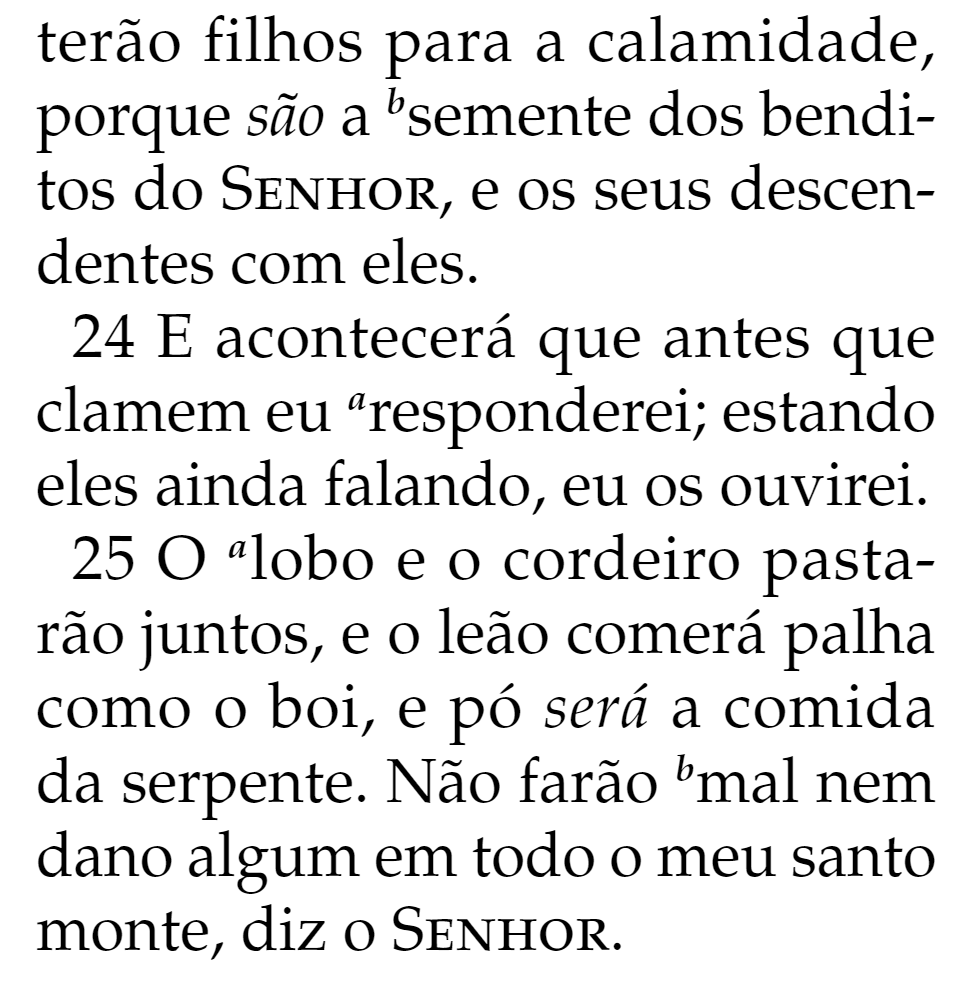 terão filhos para a calamidade,
porque são a bsemente dos bendi-
tos do SENHOR, e os seus descen-
dentes com eles.
24 E acontecerá que antes que
clamem eu aresponderei; estando
eles ainda falando, eu os ouvirei.
25 O alobo e o cordeiro pasta-
rão juntos, e o leão comerá palha
como o boi, e pó será a comida
da serpente. Não farão bmal nem
dano algum em todo o meu santo
monte, diz o SENHOR.